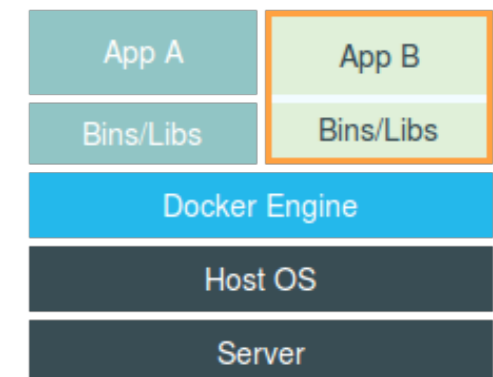 App A
App B
Bins/Libs
Bins/Libs
Docker Engine
Host OS
Server